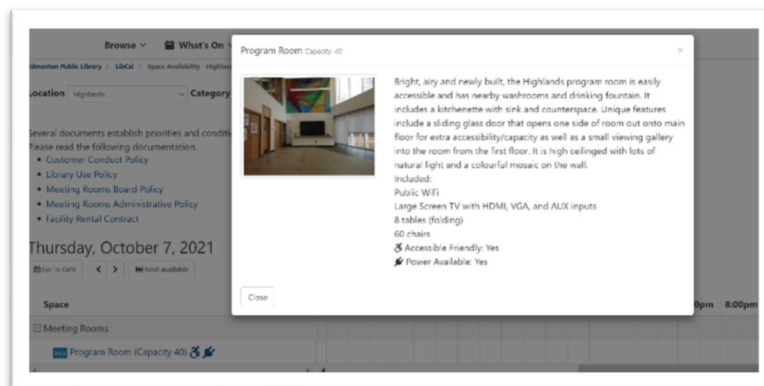 Browse
What's On
Edmonton Public Library / LibCal / Space Availability - Highlands
Location Highlands Category
Several documents establish priorities and conditi
Please read the following documentation:
Customer Conduct Policy
Library Use Policy
Meeting Rooms Board Policy
Meeting Rooms Administrative Policy
Facility Rental Contract
Thursday, October 7, 2021
Go To Date Next Available
Space
Meeting Rooms
Info Program Room (Capacity 40)
Program Room Capacity: 40
×
Bright, airy and newly built, the Highlands program room is easily
accessible and has nearby washrooms and drinking fountain. It
includes a kitchenette with sink and counterspace. Unique features
include a sliding glass door that opens one side of room out onto main
floor for extra accessibility/capacity as well as a small viewing gallery
into the room from the first floor. It is high ceilinged with lots of
natural light and a colourful mosaic on the wall.
Included:
Public WiFi
Large Screen TV with HDMI, VGA, and AUX inputs
8 tables (folding)
60 chairs
Accessible Friendly: Yes
Power Available: Yes
Close
0pm 8:00pm